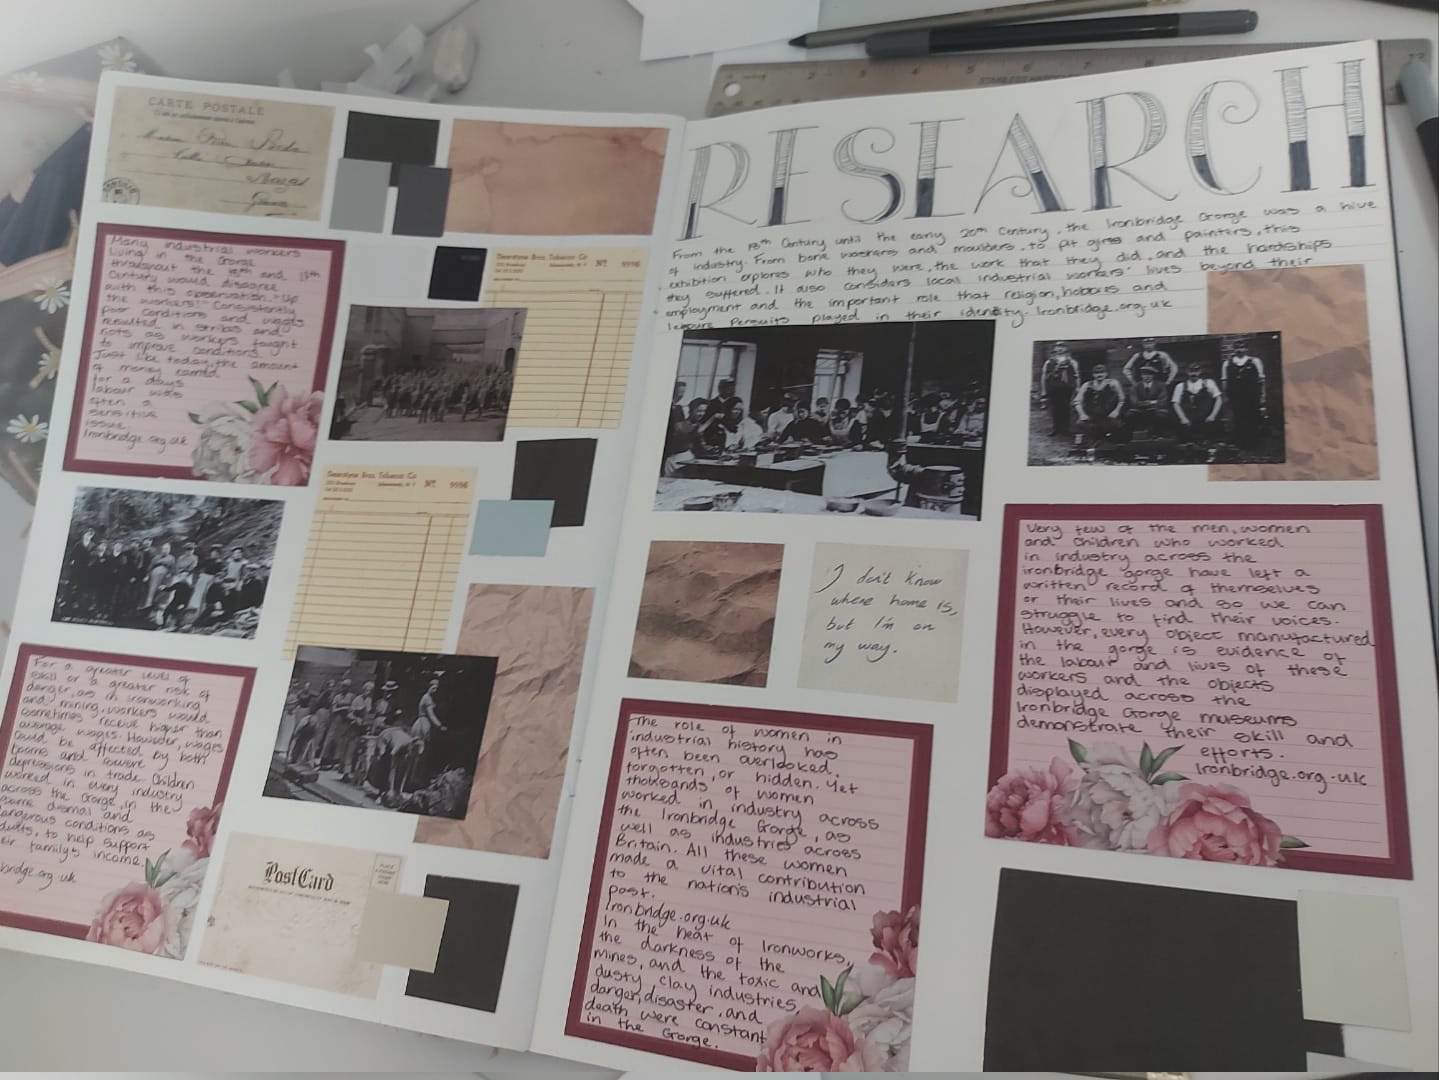 CARTE POSTALE
Many industrial workers
living in the Gorge
throughout the 18th and 19th
Century would disagree
with this observation. "Up
the workers!" Consistantly
poor conditions and wages
resulted in strikes and
riots as workers fought
to improve conditions.
Just like today, the amount
of money earned
for a days
labour was
often a
sensitive
issue.
Ironbridge.org.uk
Dearstone Bros. Tobacco Co
Nº 9996
Dearstone Bros. Tobacco Co
Nº 9996
For a greater level of
skill or a greater risk of
danger, as in ironworking
and mining, workers would
sometimes receive higher than
average wages. However, wages
could be affected by both
booms and severe
depressions in trade. Children
worked in every industry
across the Gorge, in the
same dismal and
dangerous conditions as
adults, to help support
their family's income.
bridge.org.uk
PostCard
PLACE
HERE
RESEARCH
From the 18th Century until the early 20th Century, the Ironbridge Gorge was a hive
of industry. From bone workers and moulders, to pit girls and painters, this
exhibition explores who they were, the work that they did, and the hardships
they suffered. It also considers local industrial workers' lives beyond their
employment and the important role that religion, hobbies and
leisure persuits played in their identity. Ironbridge.org.uk
I don't know
where home is,
but I'm on
my way.
Very few of the men, women
and children who worked
in industry across the
ironbridge gorge have left a
written record of themselves
or their lives and so we can
struggle to find their voices.
However, every object manufactured
in the gorge is evidence of
the labour and lives of these
workers and the objects
displayed across the
Ironbridge Gorge museums
demonstrate their skill and
efforts.
Ironbridge.org.uk
The role of women in
industrial history has
often been overlooked,
forgotten, or hidden. Yet
thousands of women
worked in industry across
the Ironbridge Gorge, as
well as industries across
Britain. All these women
made a vital contribution
to the nation's industrial
past.
Ironbridge.org.uk
In the heat of Ironworks,
the darkness of the
mines, and the toxic and
dusty clay industries,
danger, disaster, and
death were constant
in the Gorge.